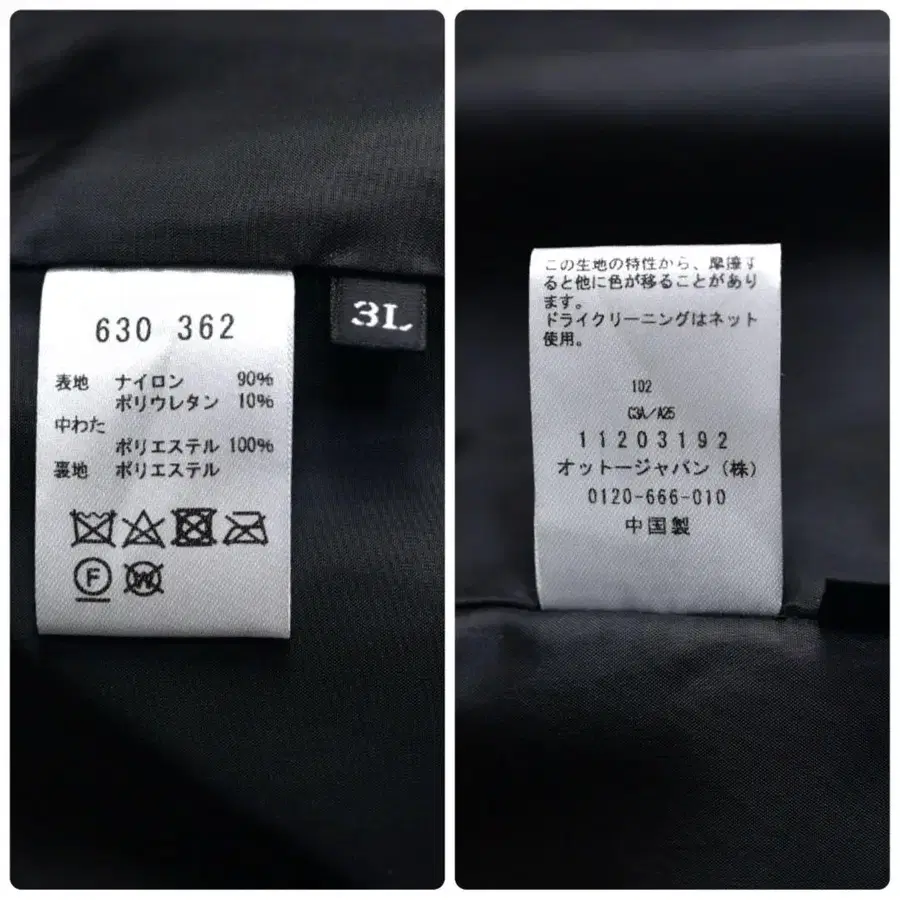 630 362
3L
表地 ナイロン 90%
ポリウレタン 10%
中わた
ポリエステル 100%
裏地 ポリエステル
F
W
この生地の特性から、摩擦す
ると他に色が移ることがあり
ます。
ドライクリーニングはネット
使用。
102
C3A/A25
11203192
オットージャパン（株）
0120-666-010
中国製